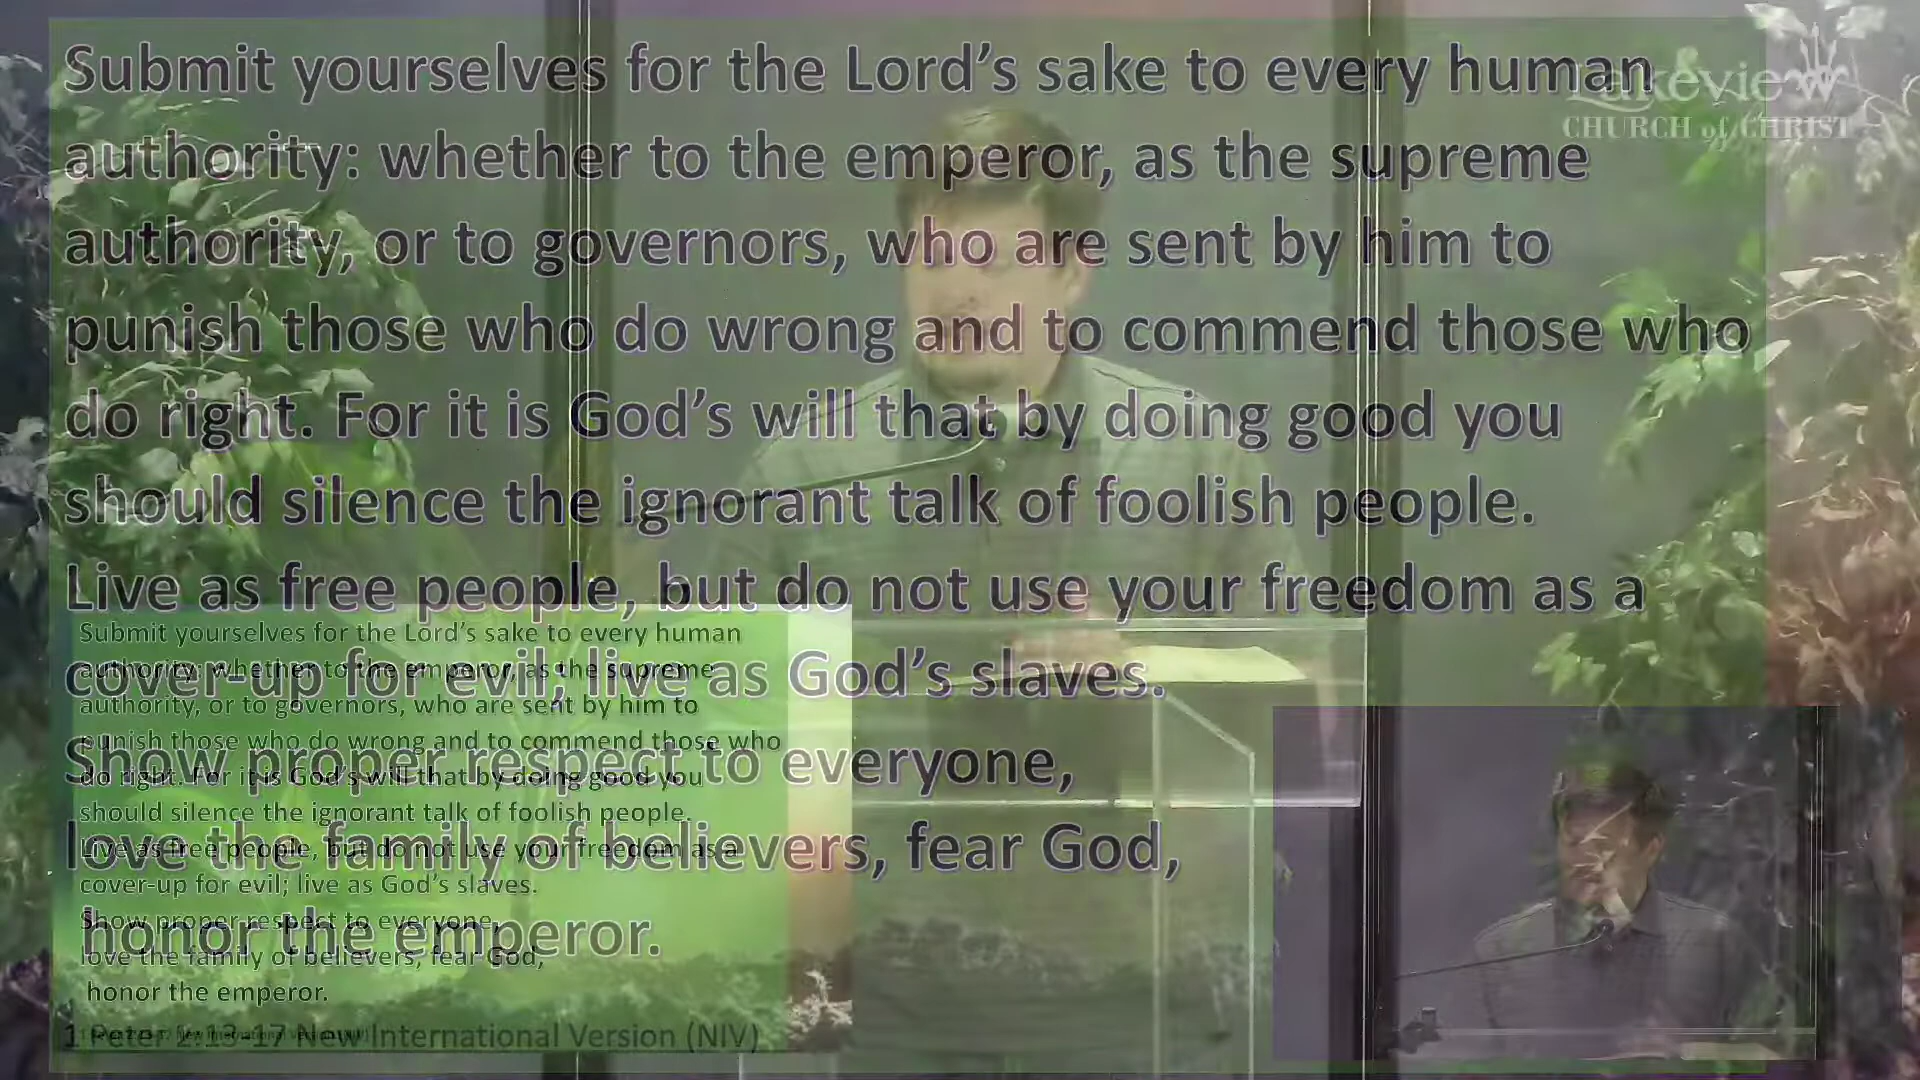 Submit yourselves for the Lord's sake to every human
authority: whether to the emperor, as the supreme
authority, or to governors, who are sent by him to
punish those who do wrong and to commend those who
do right. For it is God's will that by doing good you
should silence the ignorant talk of foolish people.
Live as free people, but do not use your freedom as a
cover-up for evil; live as God's slaves.
Show proper respect to everyone,
love the family of believers, fear God,
honor the emperor.
1 Peter 2:13-17 New International Version (NIV)
Lakeview
CHURCH of CHRIST
Submit yourselves for the Lord's sake to every human
authority: whether to the emperor, as the supreme
authority, or to governors, who are sent by him to
punish those who do wrong and to commend those who
do right. For it is God's will that by doing good you
should silence the ignorant talk of foolish people.
Live as free people, but do not use your freedom as a
cover-up for evil; live as God's slaves.
Show proper respect to everyone,
love the family of believers, fear God,
honor the emperor.